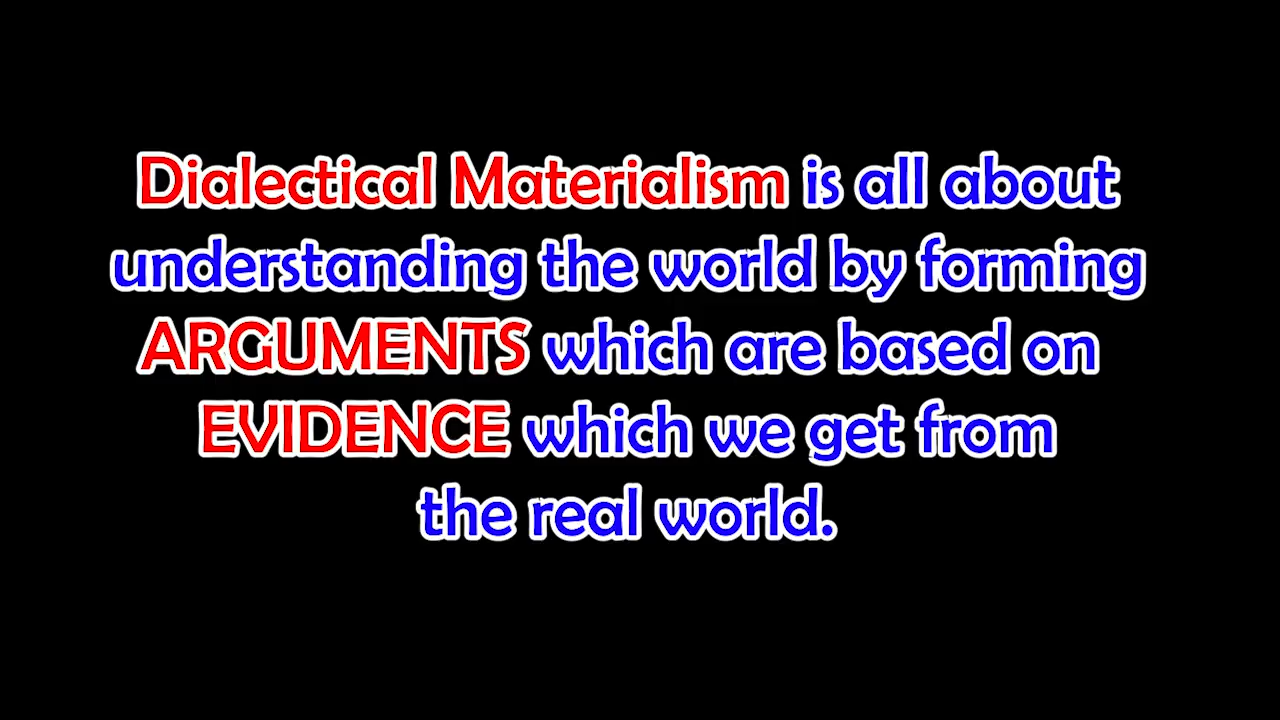 Dialectical Materialism is all about
understanding the world by forming
ARGUMENTS which are based on
EVIDENCE which we get from
the real world.